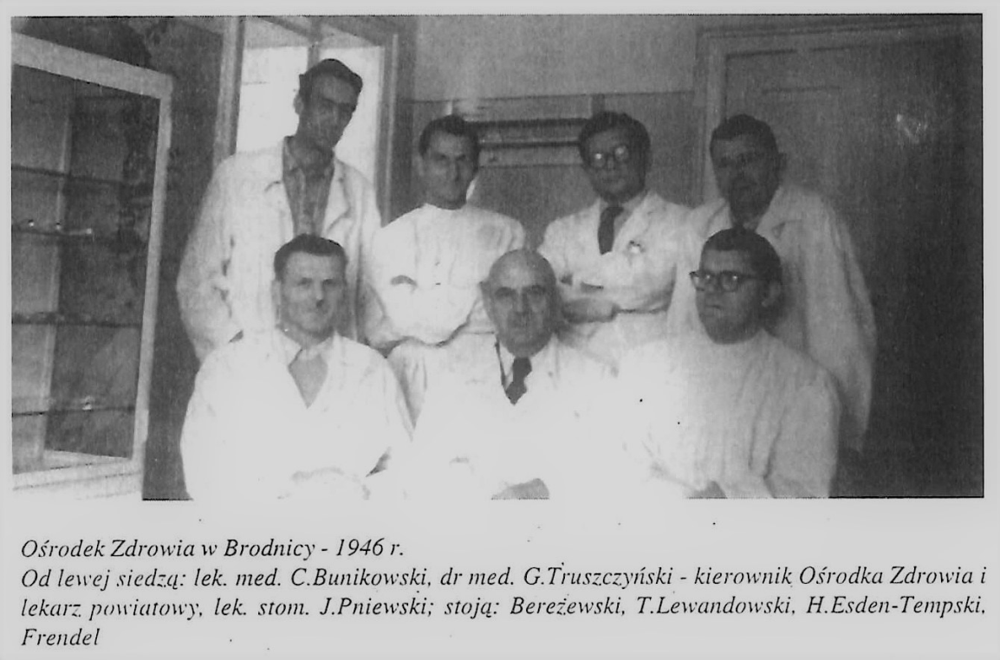 Ośrodek Zdrowia w Brodnicy - 1946 r.
Od lewej siedzą: lek. med. C.Bunikowski, dr med. G.Truszczyński - kierownik Ośrodka Zdrowia i
lekarz powiatowy, lek. stom. J.Pniewski; stoją: Bereżewski, T.Lewandowski, H.Esden-Tempski,
Frendel